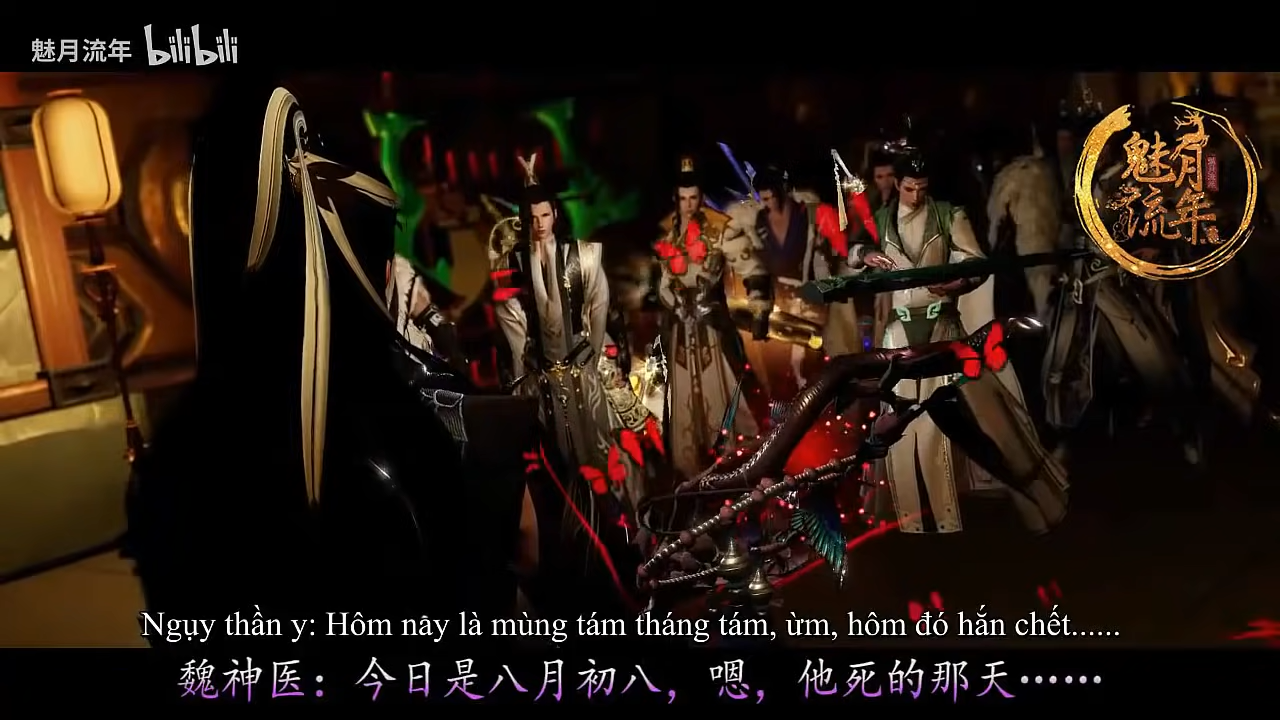 魅月流年 bilibili
魅月
流年
Ngụy thần y: Hôm nay là mùng tám tháng tám, ừm, hôm đó hắn chết......
魏神医：今日是八月初八，嗯，他死的那天……